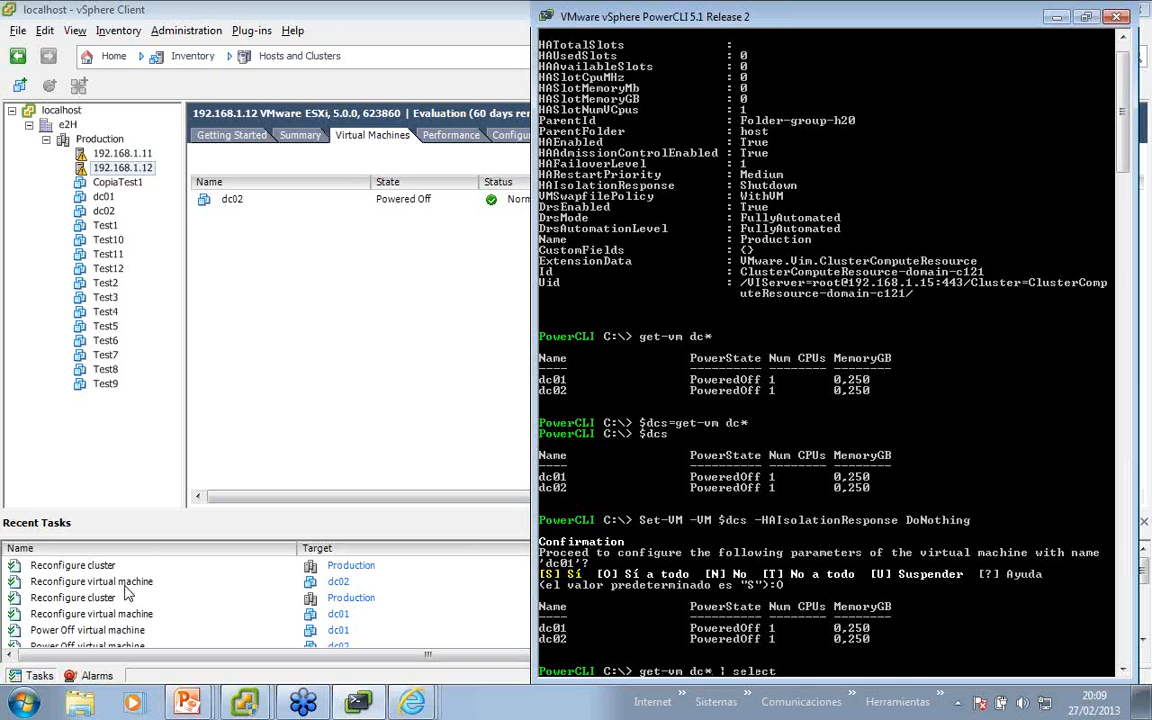 localhost - vSphere Client
File Edit View Inventory Administration Plug-ins Help
Home Inventory Hosts and Clusters
localhost
e2H
Production
192.168.1.11
192.168.1.12
CopiaTest1
dc01
dc02
Test1
Test10
Test11
Test12
Test2
Test3
Test4
Test5
Test6
Test7
Test8
Test9
192.168.1.12 VMware ESXi, 5.0.0, 623860 | Evaluation (60 days
Getting Started Summary Virtual Machines Performance
Name State Status
dc02 Powered Off
Recent Tasks
Name Target
Reconfigure cluster Production
Reconfigure virtual machine dc02
Reconfigure cluster Production
Reconfigure virtual machine dc01
Power Off virtual machine dc01
Power Off virtual machine dc02
Tasks Alarms
VMware vSphere PowerCLI 5.1 Release 2
HATotalSlots :
HAUsedSlots : 0
HAAvailableSlots : 0
HASlotCpuMHz : 0
HASlotMemoryMb : 0
HASlotMemoryGB : 0
HASlotNumVCpus : 1
ParentId : Folder-group-h20
ParentFolder : host
HAEnabled : True
HAAdmissionControlEnabled : True
HAFailoverLevel : 1
HARestartPriority : Medium
HAIsolationResponse : Shutdown
VMSwapfilePolicy : WithVM
DrsEnabled : True
DrsMode : FullyAutomated
DrsAutomationLevel : FullyAutomated
Name : Production
CustomFields : {}
ExtensionData : VMware.Vim.ClusterComputeResource
Id : ClusterComputeResource-domain-c121
Uid : /VIServer=root@192.168.1.15:443/Cluster=ClusterComp
uteResource-domain-c121/
PowerCLI C:\> get-vm dc*
Name PowerState Num CPUs MemoryGB
---- ---------- -------- --------
dc01 PoweredOff 1 0,250
dc02 PoweredOff 1 0,250
PowerCLI C:\> $dcs=get-vm dc*
PowerCLI C:\> $dcs
Name PowerState Num CPUs MemoryGB
---- ---------- -------- --------
dc01 PoweredOff 1 0,250
dc02 PoweredOff 1 0,250
PowerCLI C:\> Set-VM -VM $dcs -HAIsolationResponse DoNothing
Confirmation
Proceed to configure the following parameters of the virtual machine with name
'dc01'?
[S] Sí [O] Sí a todo [N] No [T] No a todo [U] Suspender [?] Ayuda
(el valor predeterminado es "S"):O
Name PowerState Num CPUs MemoryGB
---- ---------- -------- --------
dc01 PoweredOff 1 0,250
dc02 PoweredOff 1 0,250
PowerCLI C:\> get-vm dc* | select
Internet » Sistemas » Comunicaciones » Herramientas »
20:09
27/02/2013